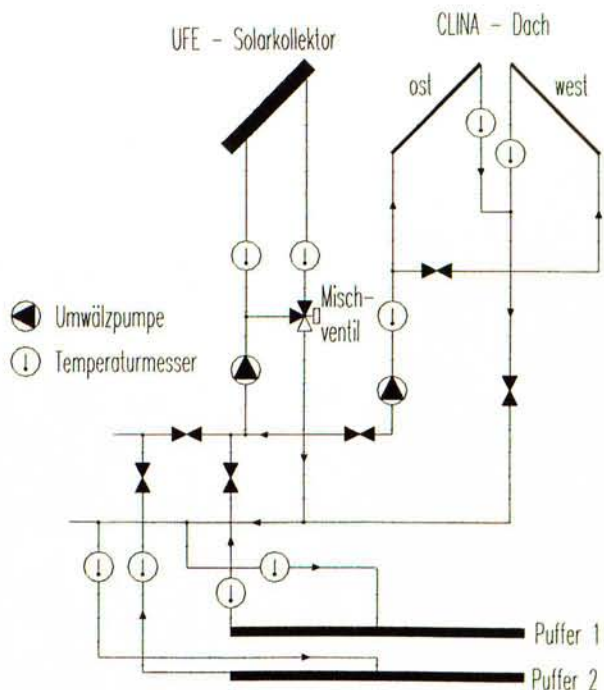 UFE - Solarkollektor
CLINA - Dach
ost
west
Misch-
ventil
Umwälzpumpe
Temperaturmesser
Puffer 1
Puffer 2